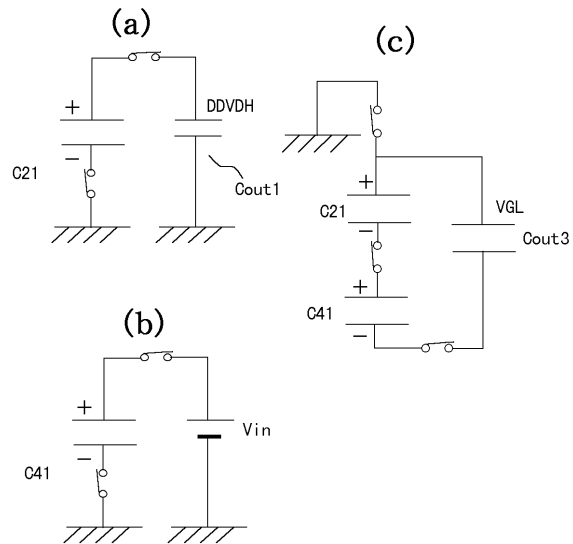 (a)
+
−
C21
DDVDH
Cout1
(b)
+
−
C41
Vin
(c)
+
C21
−
+
C41
−
VGL
Cout3